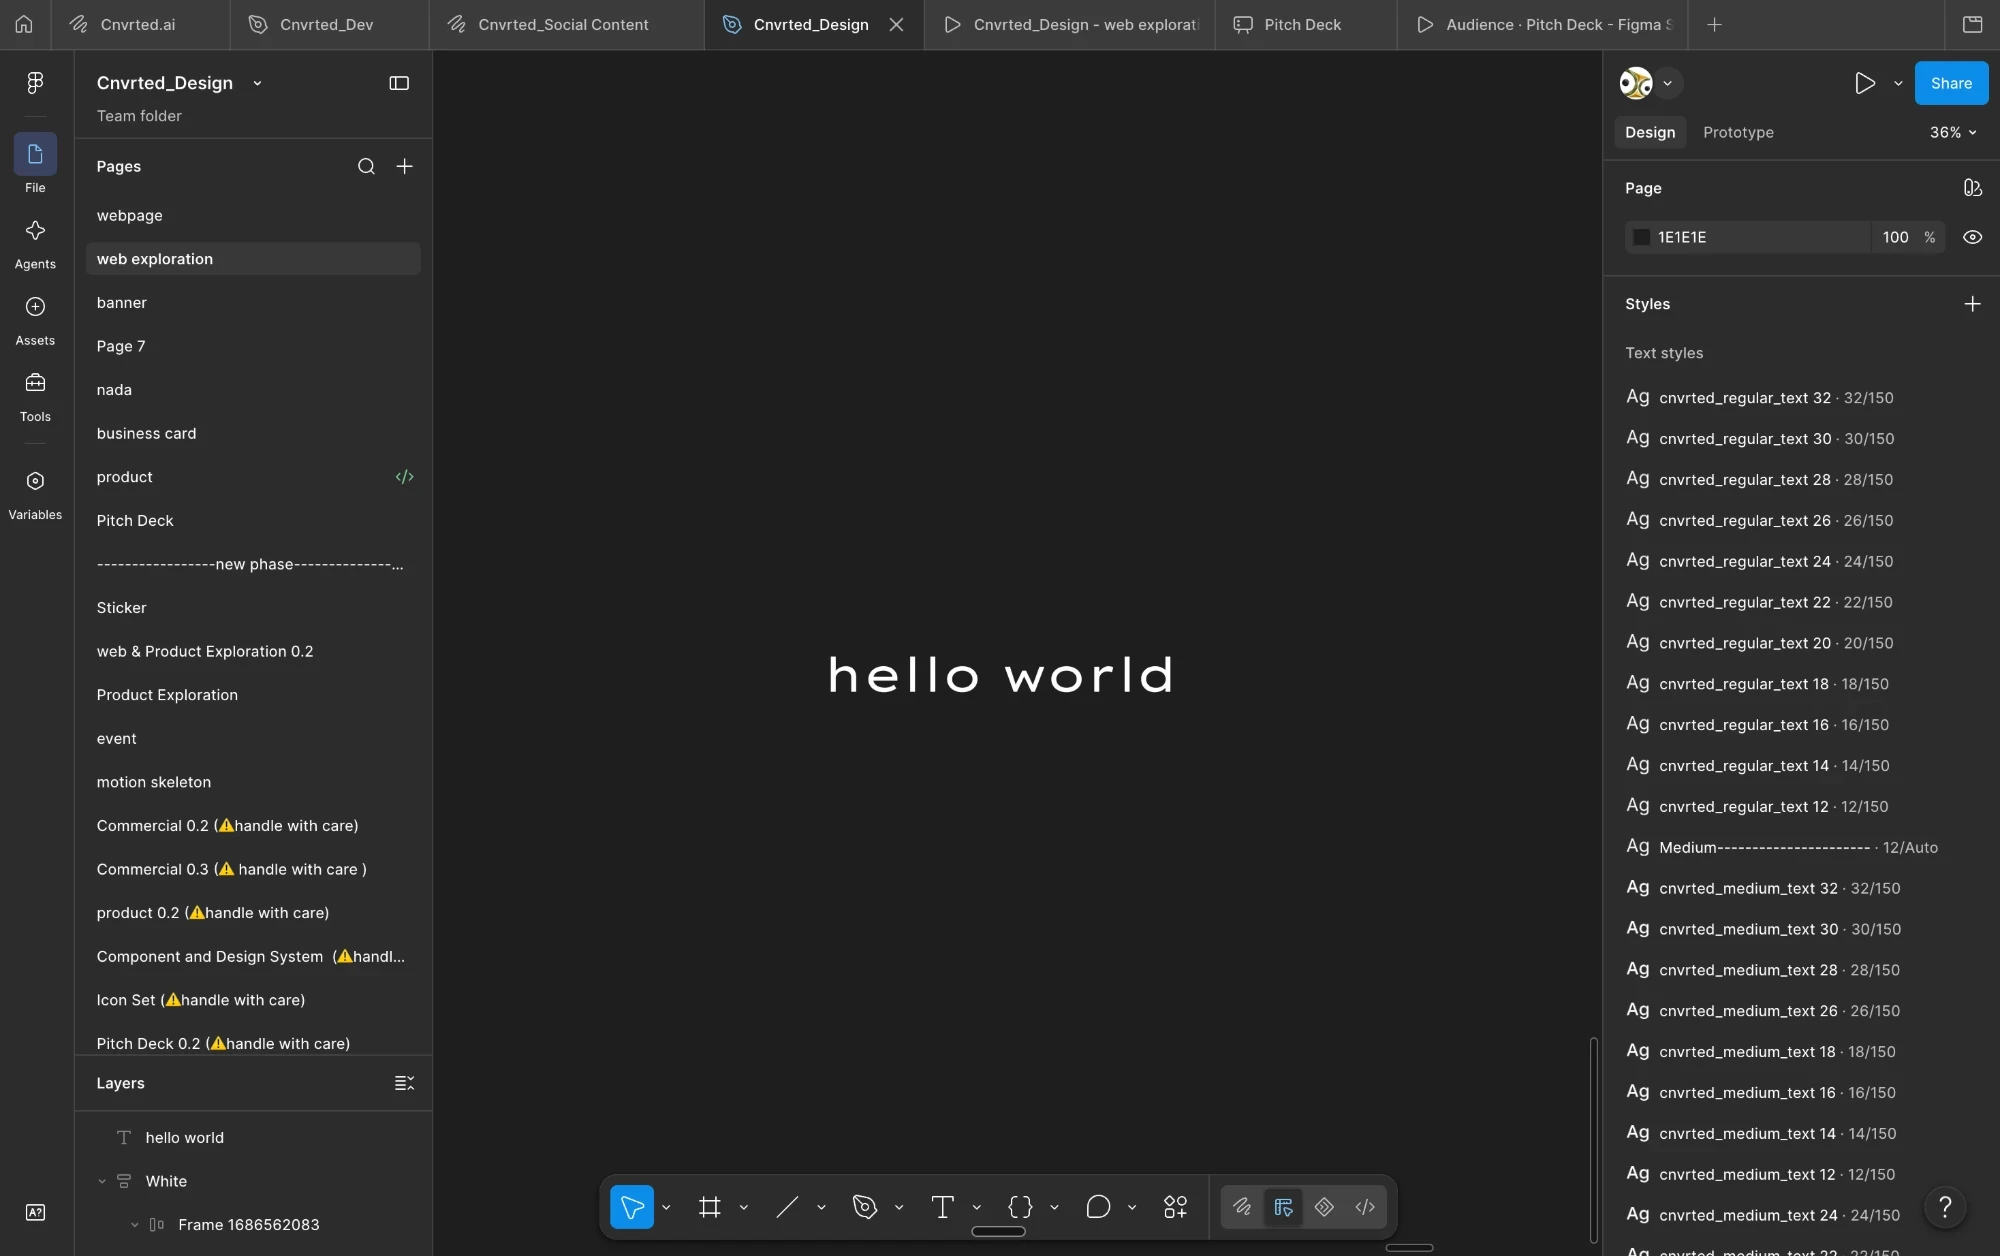 Cnvrted.ai
Cnvrted_Dev
Cnvrted_Social Content
Cnvrted_Design
Cnvrted_Design - web explorati
Pitch Deck
Audience · Pitch Deck - Figma S
Cnvrted_Design
Team folder
File
Agents
Assets
Tools
Variables
Pages
webpage
web exploration
banner
Page 7
nada
business card
product
Pitch Deck
-----------------new phase--------------...
Sticker
web & Product Exploration 0.2
Product Exploration
event
motion skeleton
Commercial 0.2 (⚠️handle with care)
Commercial 0.3 (⚠️ handle with care )
product 0.2 (⚠️handle with care)
Component and Design System (⚠️handl...
Icon Set (⚠️handle with care)
Pitch Deck 0.2 (⚠️handle with care)
Layers
hello world
White
Frame 1686562083
A?
hello world
Share
Design
Prototype
36%
Page
1E1E1E
100 %
Styles
Text styles
Ag cnvrted_regular_text 32 · 32/150
Ag cnvrted_regular_text 30 · 30/150
Ag cnvrted_regular_text 28 · 28/150
Ag cnvrted_regular_text 26 · 26/150
Ag cnvrted_regular_text 24 · 24/150
Ag cnvrted_regular_text 22 · 22/150
Ag cnvrted_regular_text 20 · 20/150
Ag cnvrted_regular_text 18 · 18/150
Ag cnvrted_regular_text 16 · 16/150
Ag cnvrted_regular_text 14 · 14/150
Ag cnvrted_regular_text 12 · 12/150
Ag Medium---------------------- · 12/Auto
Ag cnvrted_medium_text 32 · 32/150
Ag cnvrted_medium_text 30 · 30/150
Ag cnvrted_medium_text 28 · 28/150
Ag cnvrted_medium_text 26 · 26/150
Ag cnvrted_medium_text 18 · 18/150
Ag cnvrted_medium_text 16 · 16/150
Ag cnvrted_medium_text 14 · 14/150
Ag cnvrted_medium_text 12 · 12/150
Ag cnvrted_medium_text 24 · 24/150
Ag cnvrted_medium_text 22 · 22/150
?